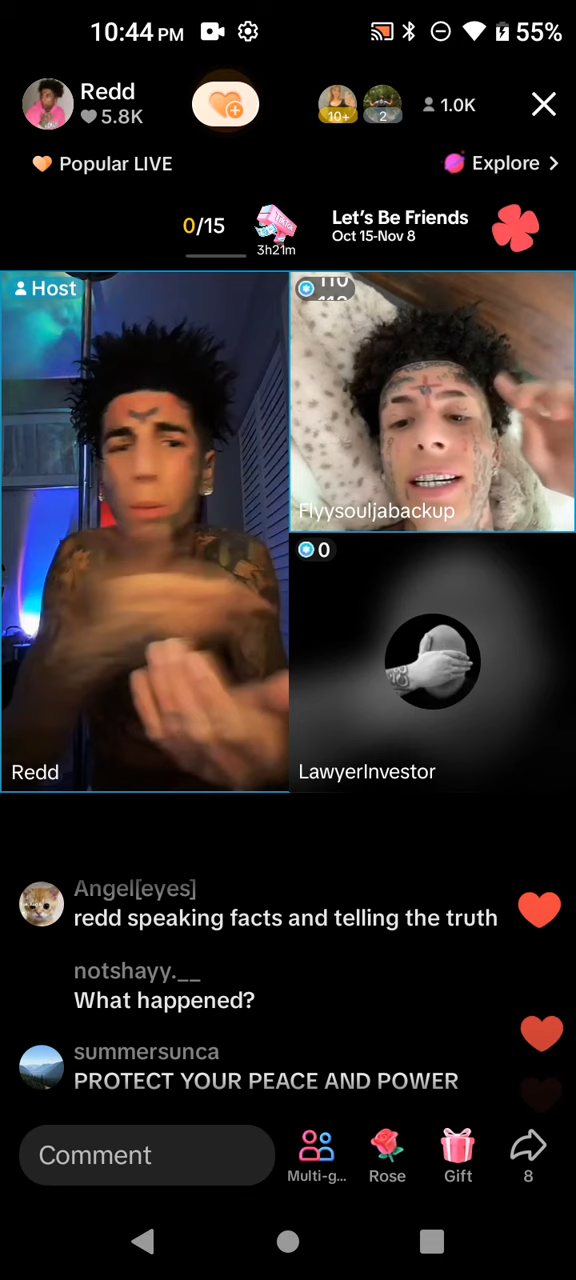 10:44 PM
55%
Redd
5.8K
10+
2
1.0K
Popular LIVE
Explore >
0/15
TikTok
3h21m
Let's Be Friends
Oct 15-Nov 8
Host
110
0
Flyysouljabackup
Redd
LawyerInvestor
Angel[eyes]
redd speaking facts and telling the truth
notshayy.__
What happened?
summersunca
PROTECT YOUR PEACE AND POWER
Comment
Multi-g...
Rose
Gift
8